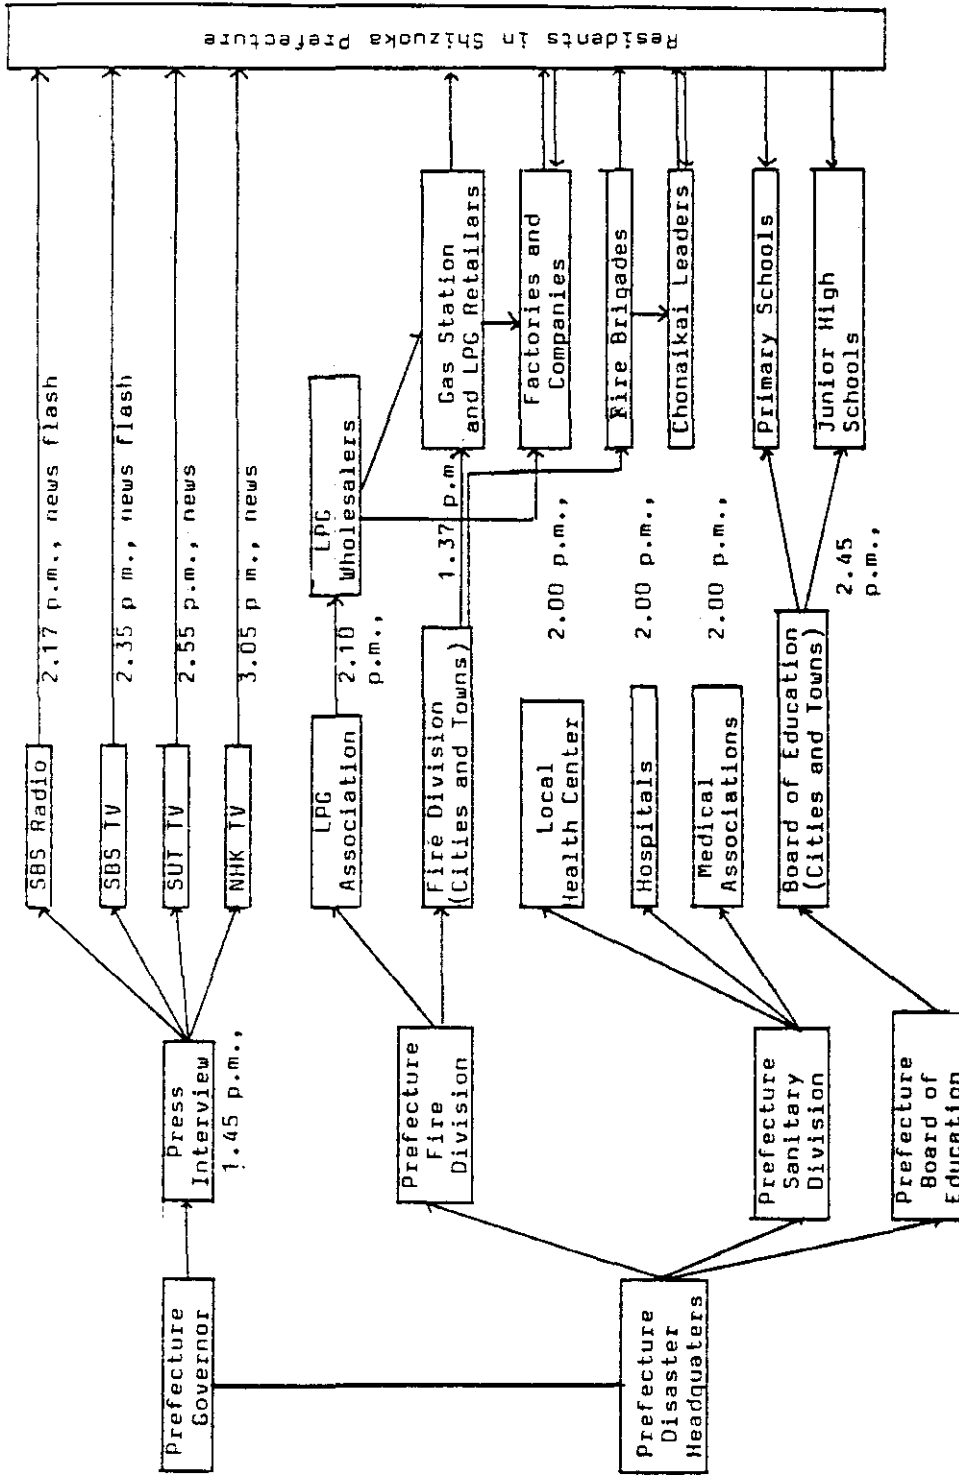 Prefecture
Governor
Prefecture
Disaster
Headquaters
Press
Interview
1.45 p.m.,
Prefecture
Fire
Division
Prefecture
Sanitary
Division
Prefecture
Board of
Education
SBS Radio
SBS TV
SUT TV
NHK TV
LPG
Association
Fire Division
(Cities and Towns)
Local
Health Center
Hospitals
Medical
Associations
Board of Education
(Cities and Towns)
2.17 p.m., news flash
2.35 p m., news flash
2.55 p.m., news
3.05 p m., news
2.10
p.m.,
1.37 p.m
2.00 p.m.,
2.00 p.m.,
2.00 p.m.,
2.45
p.m.,
LPG
Wholesalers
Gas Station
and LPG Retailars
Factories and
Companies
Fire Brigades
Chonaikai Leaders
Primary Schools
Junior High
Schools
Residents in Shizuoka Prefecture